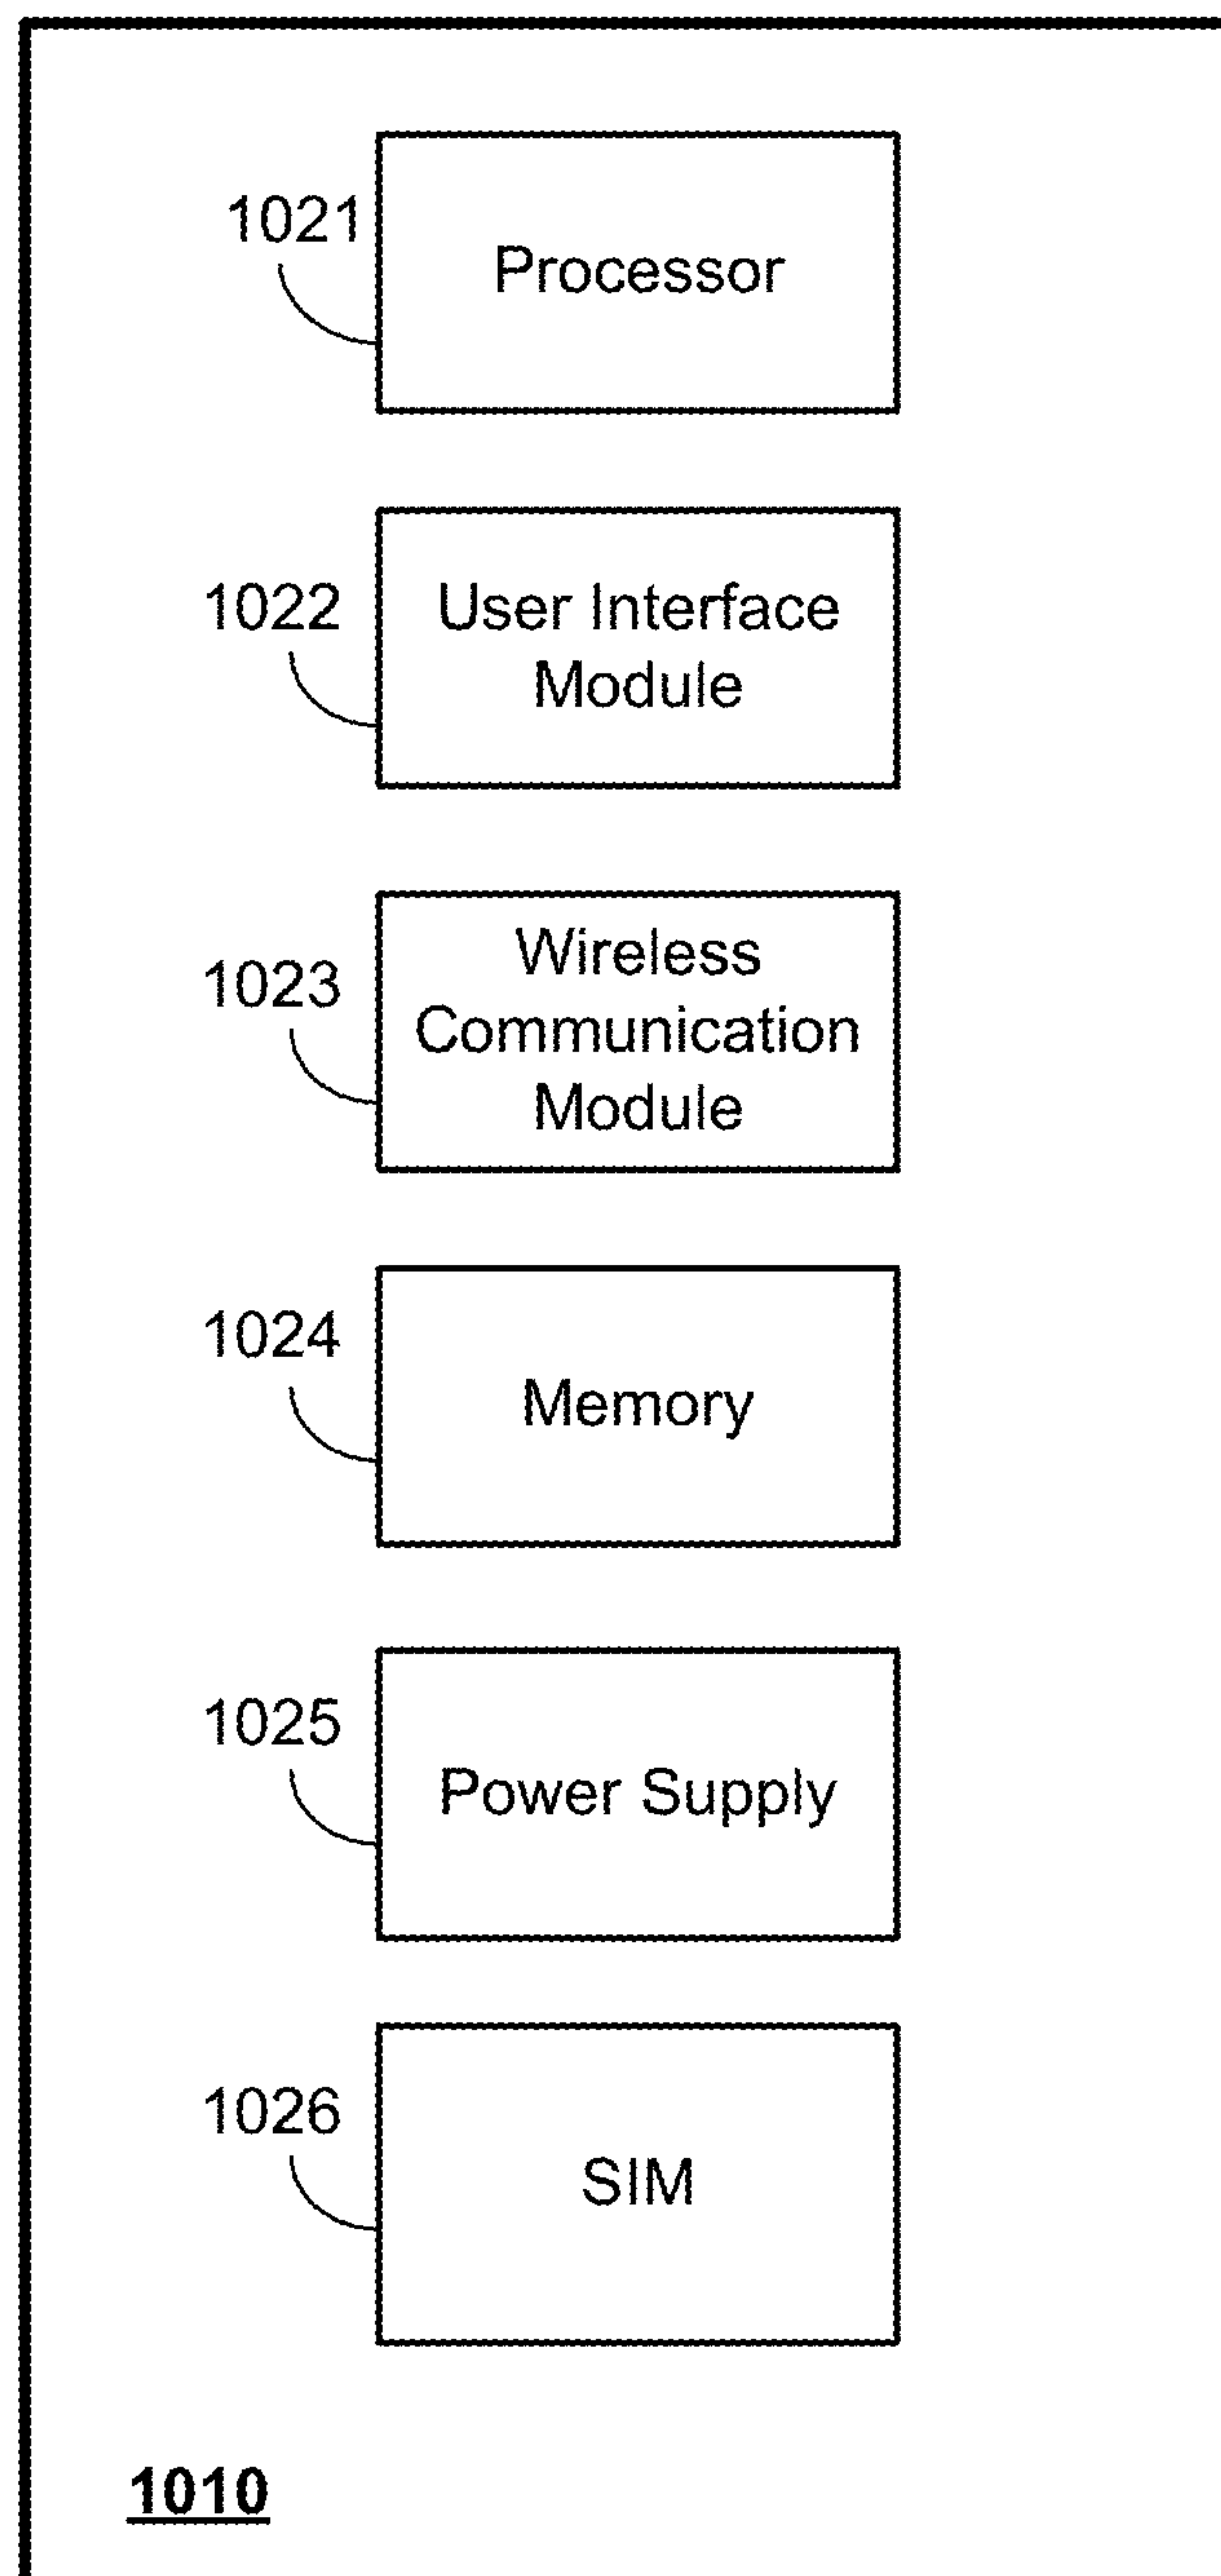 1021
Processor
1022
User Interface
Module
1023
Wireless
Communication
Module
1024
Memory
1025
Power Supply
1026
SIM
1010